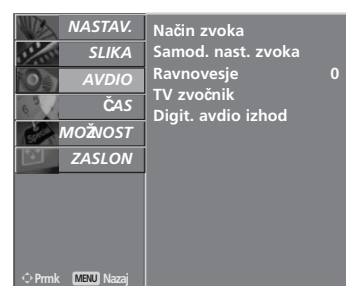 NASTAV.
SLIKA
AVDIO
ČAS
MOŽNOST
ZASLON
Način zvoka
Samod. nast. zvoka
Ravnovesje 0
TV zvočnik
Digit. avdio izhod
Prmk MENU Nazaj